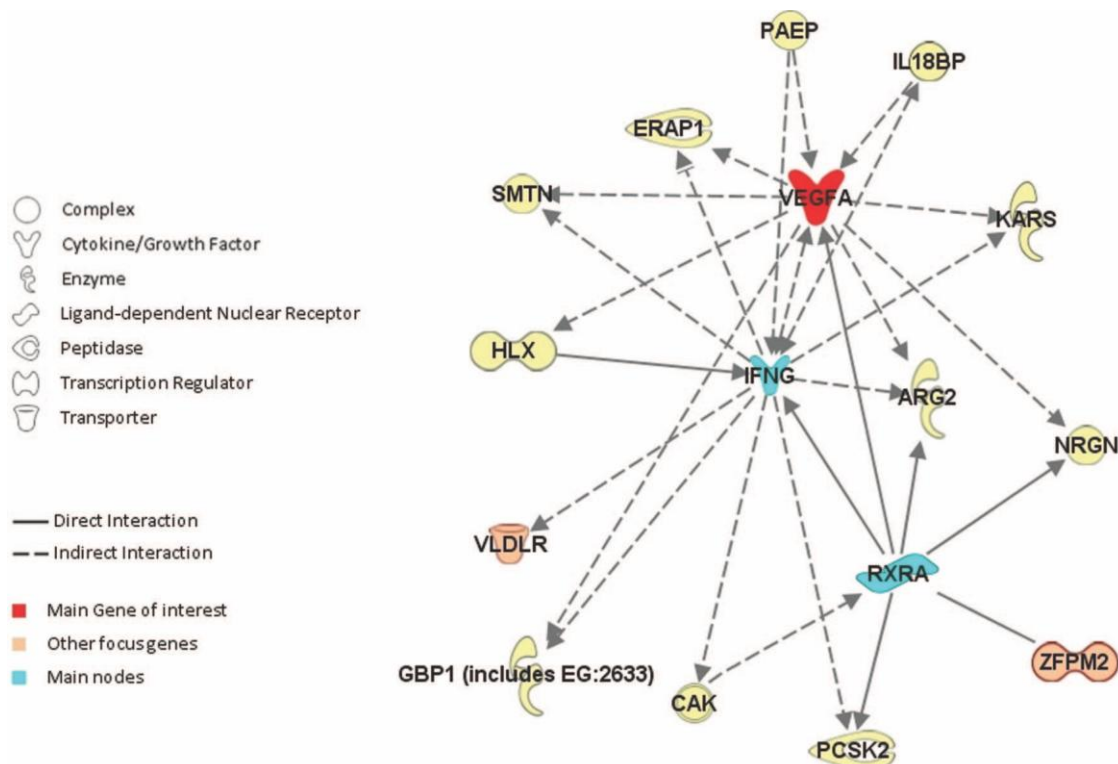 PAEP
IL18BP
ERAP1
VEGFA
SMTN
KARS
HLX
IFNG
ARG2
NRGN
VLDLR
RXRA
GBP1 (includes EG:2633)
CAK
ZFPM2
PCSK2
Complex
Cytokine/Growth Factor
Enzyme
Ligand-dependent Nuclear Receptor
Peptidase
Transcription Regulator
Transporter
Direct Interaction
Indirect Interaction
Main Gene of interest
Other focus genes
Main nodes